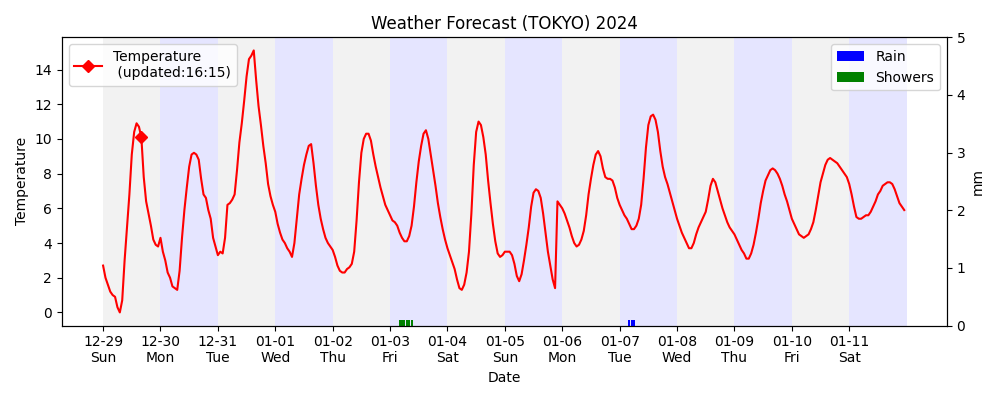 Weather Forecast (TOKYO) 2024
Temperature
(updated:16:15)
Rain
Showers
Temperature
14
12
10
8
6
4
2
0
5
4
3
2
1
0
mm
12-29 12-30 12-31 01-01 01-02 01-03 01-04 01-05 01-06 01-07 01-08 01-09 01-10 01-11
Sun Mon Tue Wed Thu Fri Sat Sun Mon Tue Wed Thu Fri Sat
Date